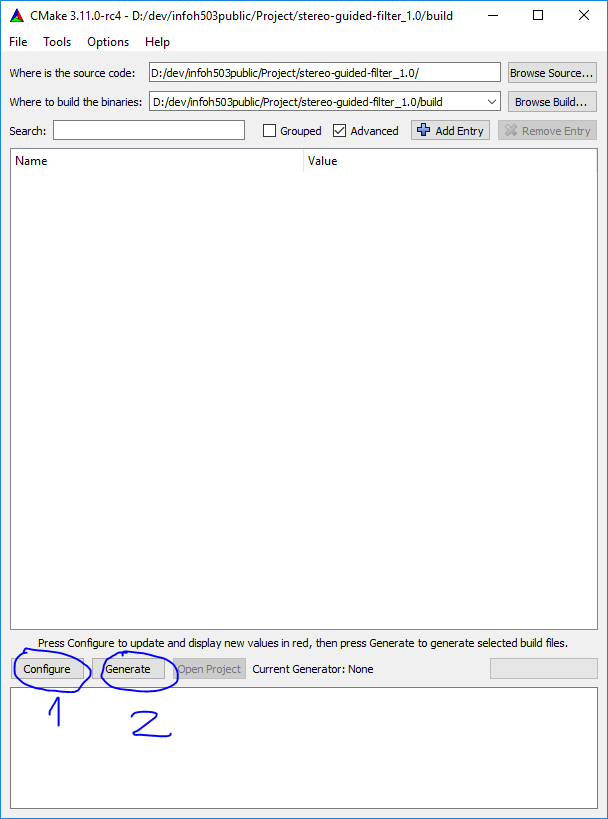 CMake 3.11.0-rc4 - D:/dev/infoh503public/Project/stereo-guided-filter_1.0/build
File Tools Options Help
Where is the source code: D:/dev/infoh503public/Project/stereo-guided-filter_1.0/ Browse Source...
Where to build the binaries: D:/dev/infoh503public/Project/stereo-guided-filter_1.0/build Browse Build...
Search: Grouped Advanced Add Entry Remove Entry
Name Value
Press Configure to update and display new values in red, then press Generate to generate selected build files.
Configure Generate Open Project Current Generator: None
1 2